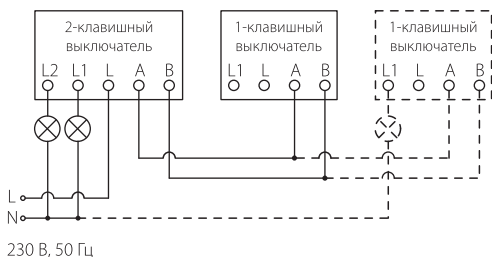 2-клавишный
выключатель
L2 L1 L A B
1-клавишный
выключатель
L1 L A B
1-клавишный
выключатель
L1 L A B
L
N
230 В, 50 Гц